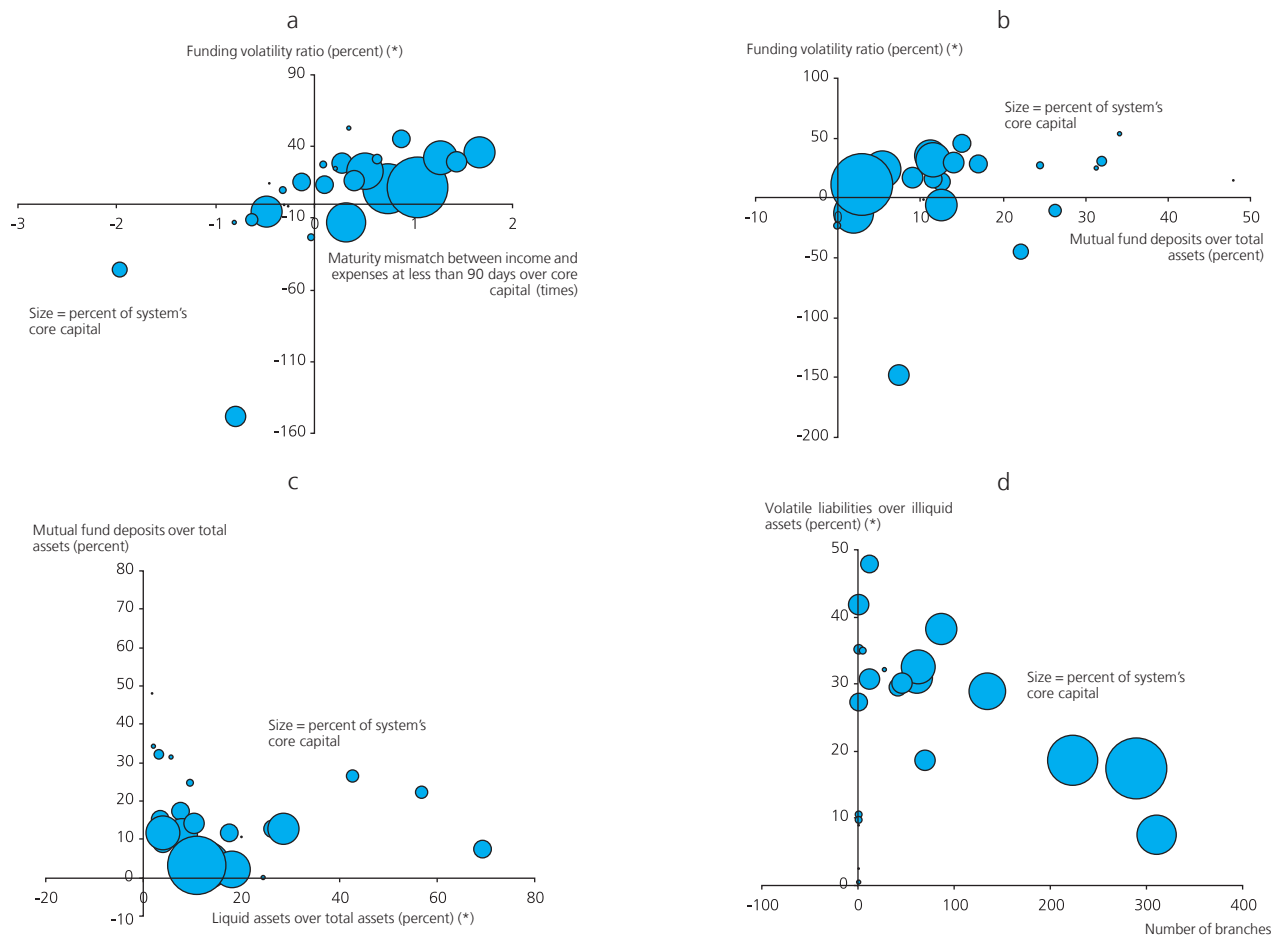 a
Funding volatility ratio (percent) (*)
90
40
-10
-60
-110
-160
-3
-2
-1
0
1
2
Maturity mismatch between income and
expenses at less than 90 days over core
capital (times)
Size = percent of system's
core capital
b
Funding volatility ratio (percent) (*)
100
50
0
-50
-100
-150
-200
-10
0
10
20
30
40
50
Size = percent of system's
core capital
Mutual fund deposits over total
assets (percent)
c
Mutual fund deposits over total
assets (percent)
80
70
60
50
40
30
20
10
0
-10
-20
0
20
40
60
80
Size = percent of system's
core capital
Liquid assets over total assets (percent) (*)
d
Volatile liabilities over illiquid
assets (percent) (*)
50
40
30
20
10
0
-100
0
100
200
300
400
Size = percent of system's
core capital
Number of branches